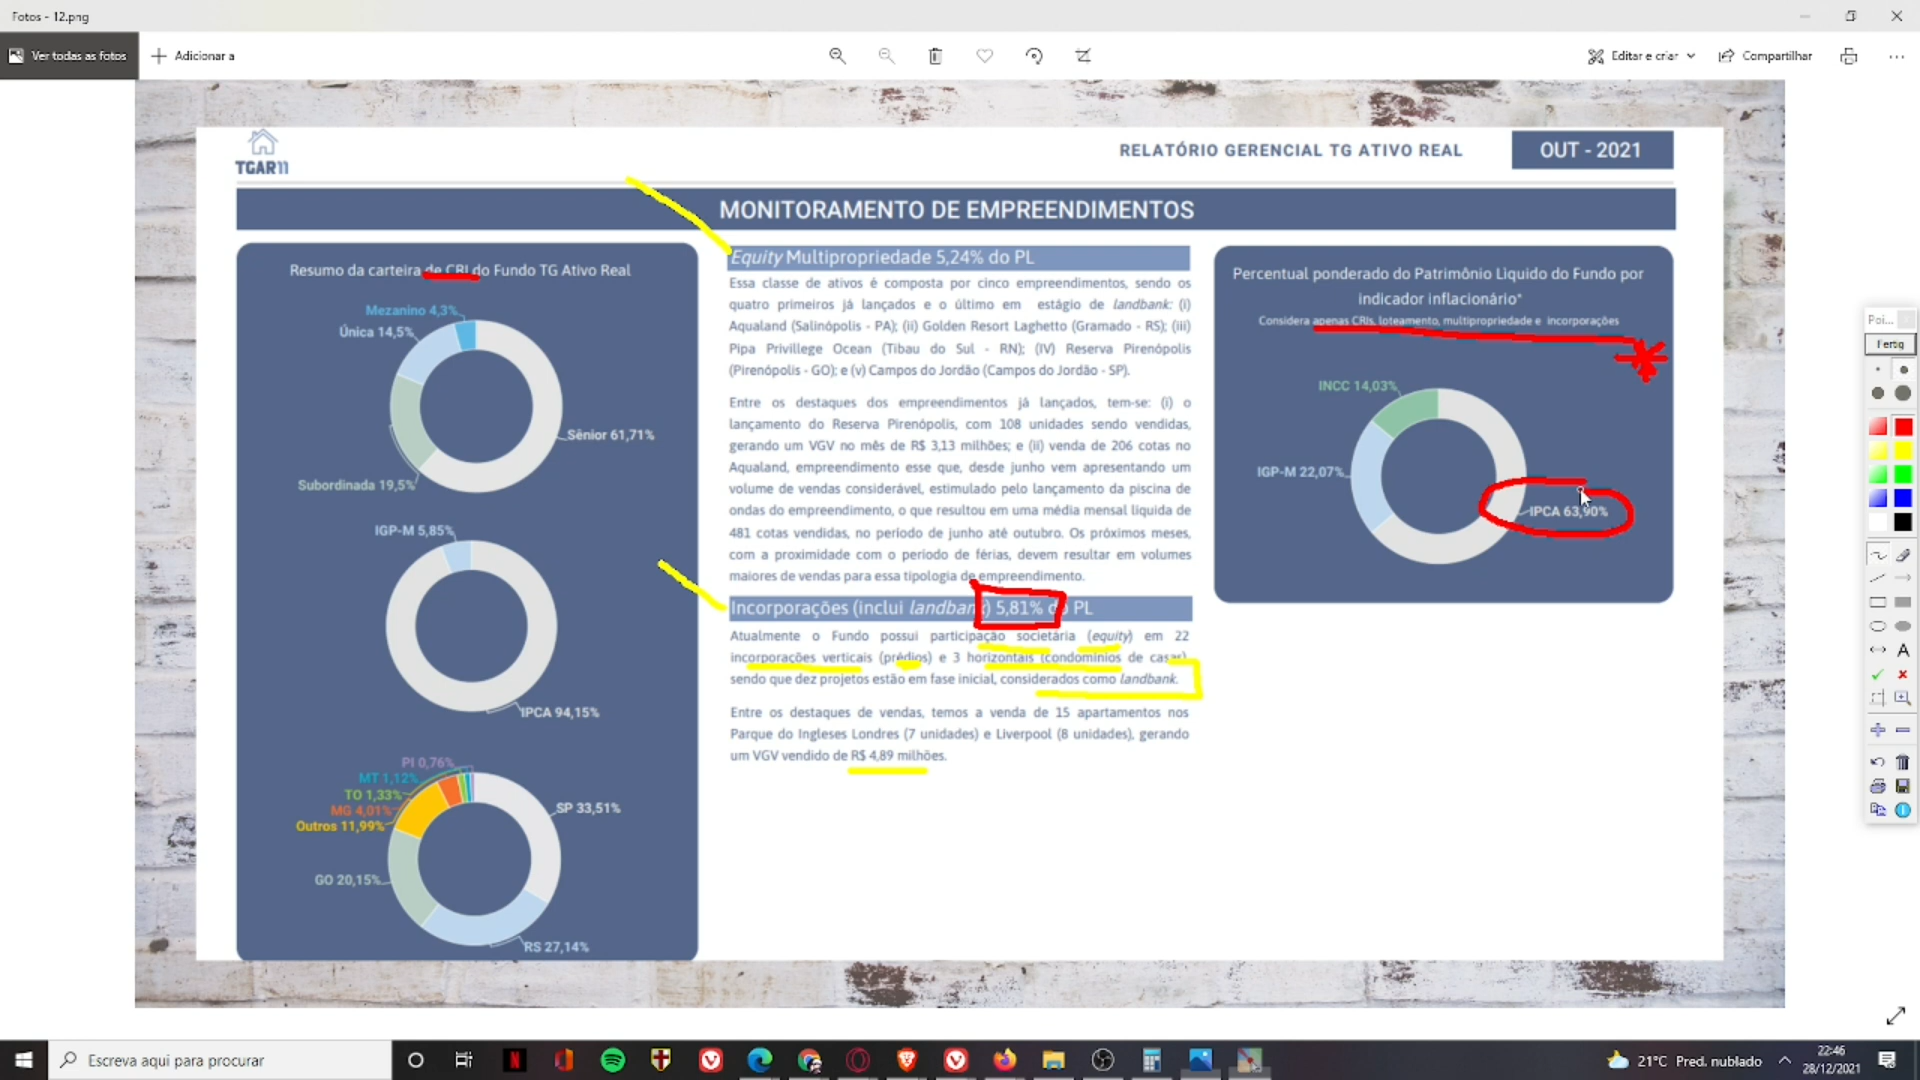 Fotos - 12.png
Ver todas as fotos
Adicionar a
Editar e criar
Compartilhar
TGAR11
RELATÓRIO GERENCIAL TG ATIVO REAL
OUT - 2021
MONITORAMENTO DE EMPREENDIMENTOS
Resumo da carteira de CRI do Fundo TG Ativo Real
Mezanino 4,3%
Única 14,5%
Sênior 61,71%
Subordinada 19,5%
IGP-M 5,85%
IPCA 94,15%
PI 0,76%
MT 1,12%
TO 1,33%
MG 4,01%
Outros 11,99%
SP 33,51%
GO 20,15%
RS 27,14%
Equity Multipropriedade 5,24% do PL
Essa classe de ativos é composta por cinco empreendimentos, sendo os
quatro primeiros já lançados e o último em estágio de landbank: (i)
Aqualand (Salinópolis - PA); (ii) Golden Resort Laghetto (Gramado - RS); (iii)
Pipa Privillege Ocean (Tibau do Sul - RN); (IV) Reserva Pirenópolis
(Pirenópolis - GO); e (v) Campos do Jordão (Campos do Jordão - SP).
Entre os destaques dos empreendimentos já lançados, tem-se: (i) o
lançamento do Reserva Pirenópolis, com 108 unidades sendo vendidas,
gerando um VGV no mês de R$ 3,13 milhões; e (ii) venda de 206 cotas no
Aqualand, empreendimento esse que, desde junho vem apresentando um
volume de vendas considerável, estimulado pelo lançamento da piscina de
ondas do empreendimento, o que resultou em uma média mensal líquida de
481 cotas vendidas, no período de junho até outubro. Os próximos meses,
com a proximidade com o período de férias, devem resultar em volumes
maiores de vendas para essa tipologia de empreendimento.
Incorporações (inclui landbank) 5,81% do PL
Atualmente o Fundo possui participação societária (equity) em 22
incorporações verticais (prédios) e 3 horizontais (condomínios de casas),
sendo que dez projetos estão em fase inicial, considerados como landbank.
Entre os destaques de vendas, temos a venda de 15 apartamentos nos
Parque do Ingleses Londres (7 unidades) e Liverpool (8 unidades), gerando
um VGV vendido de R$ 4,89 milhões.
Percentual ponderado do Patrimônio Líquido do Fundo por
indicador inflacionário*
Considera apenas CRIs, loteamento, multipropriedade e incorporações
INCC 14,03%
IGP-M 22,07%
IPCA 63,90%
Poi...
Fertig
A
Escreva aqui para procurar
21°C Pred. nublado
22:46
28/12/2021